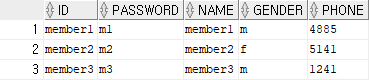 ID PASSWORD NAME GENDER PHONE
1 member1 m1 member1 m 4885
2 member2 m2 member2 f 5141
3 member3 m3 member3 m 1241